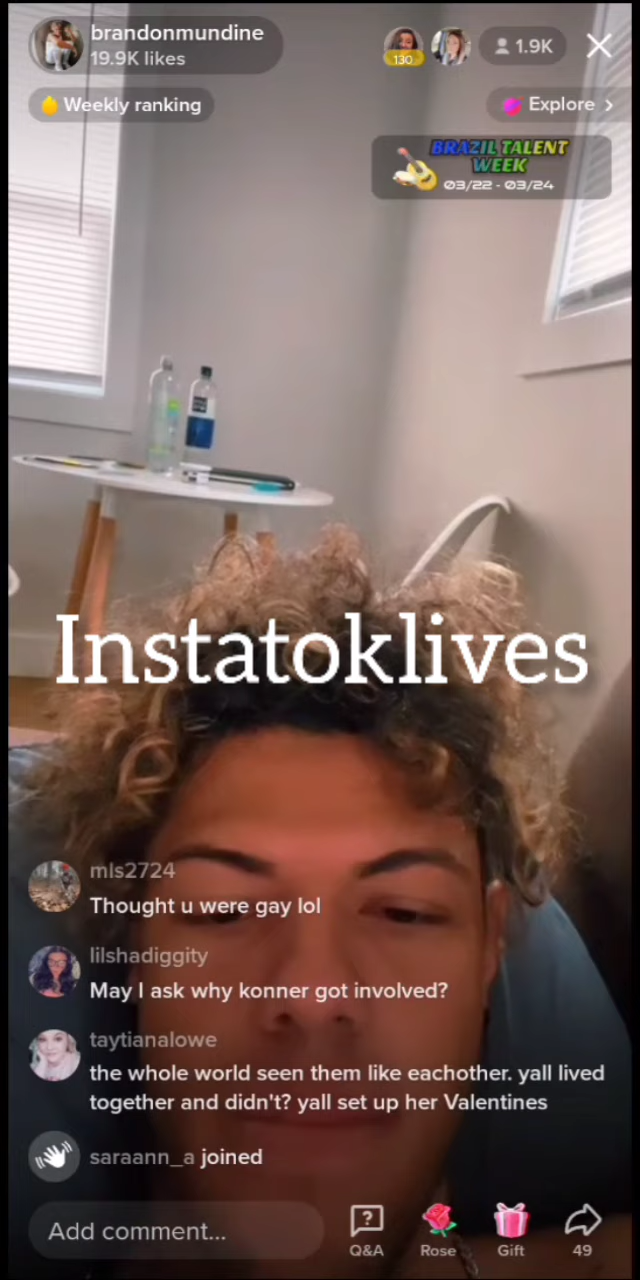 brandonmundine
19.9K likes
130
1.9K
Weekly ranking
Explore
BRAZIL TALENT
WEEK
03/22 - 03/24
Instatoklives
mls2724
Thought u were gay lol
lilshadiggity
May I ask why konner got involved?
taytianalowe
the whole world seen them like eachother. yall lived
together and didn't? yall set up her Valentines
saraann_a joined
Add comment...
Q&A
Rose
Gift
49